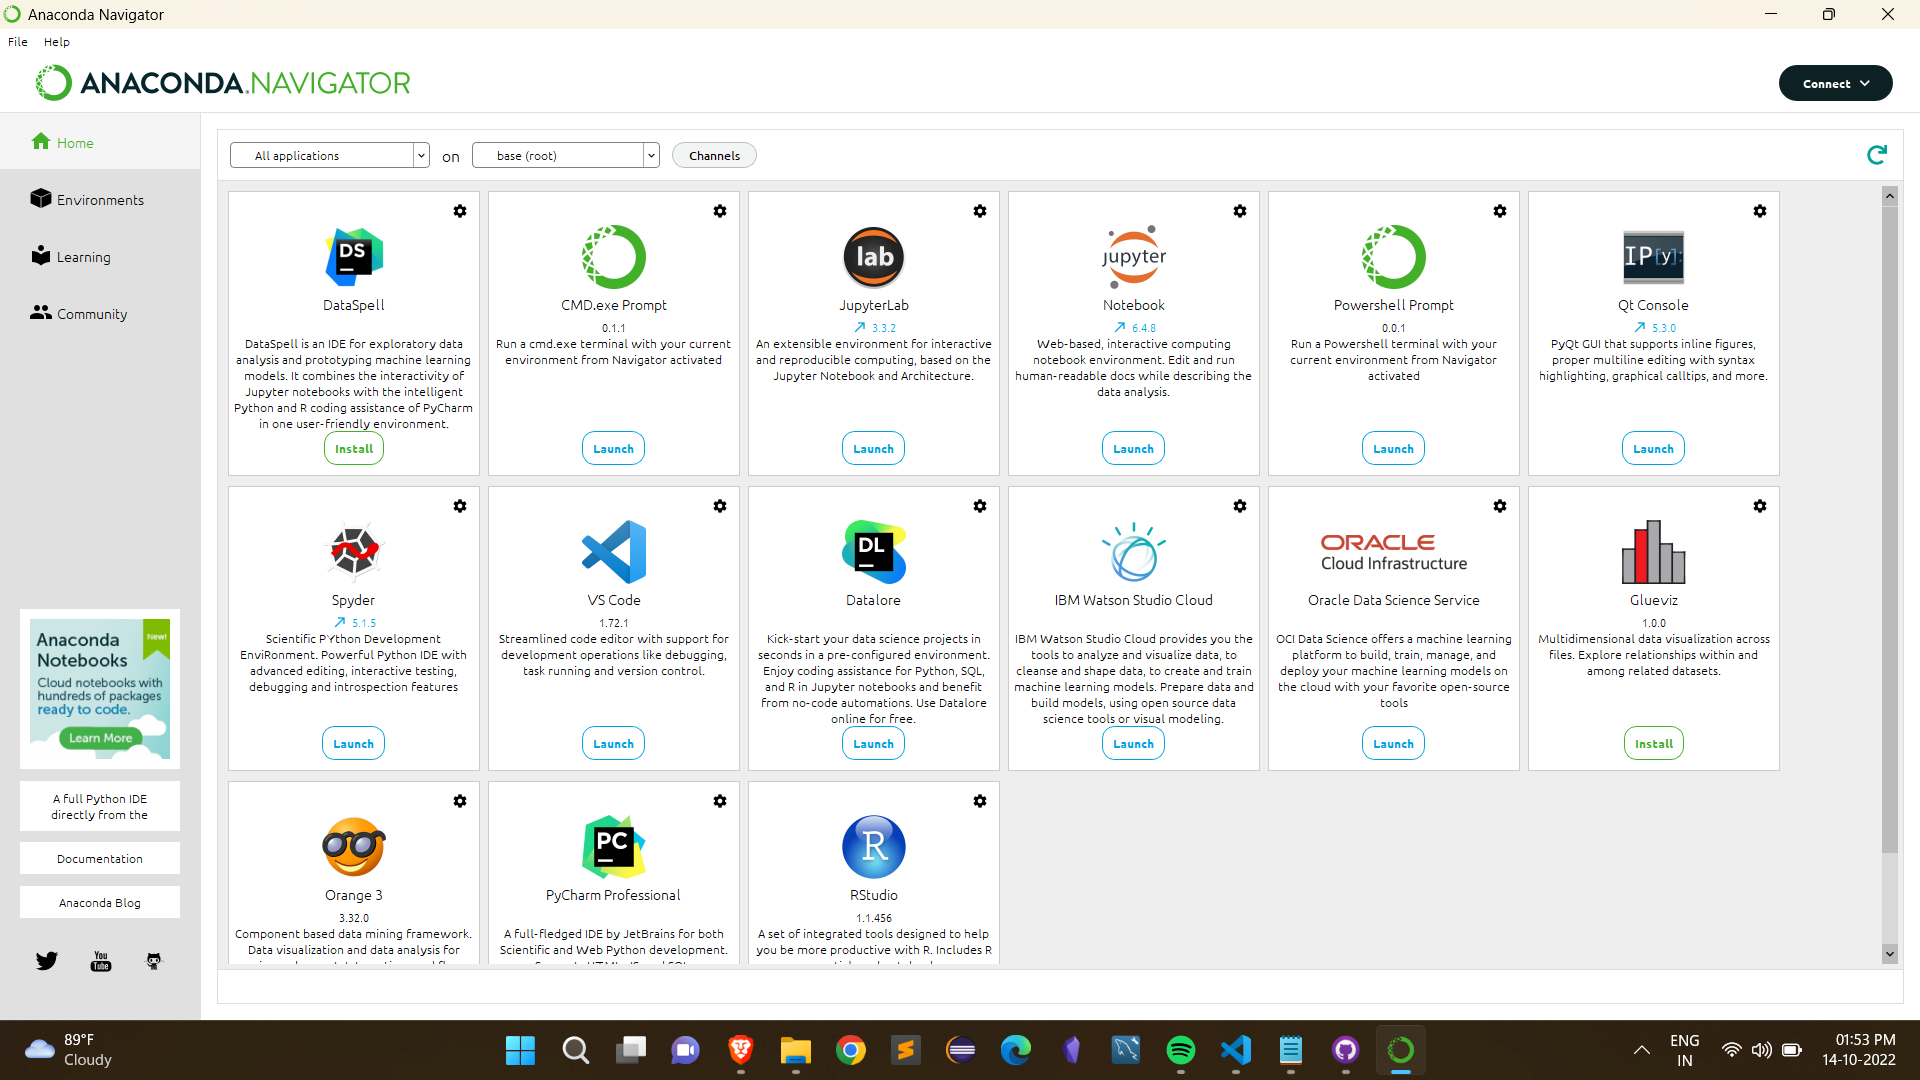 Anaconda Navigator
File Help
ANACONDA.NAVIGATOR
Connect
Home
Environments
Learning
Community
All applications on base (root) Channels
DS
DataSpell
DataSpell is an IDE for exploratory data
analysis and prototyping machine learning
models. It combines the interactivity of
Jupyter notebooks with the intelligent
Python and R coding assistance of PyCharm
in one user-friendly environment.
Install
CMD.exe Prompt
0.1.1
Run a cmd.exe terminal with your current
environment from Navigator activated
Launch
lab
JupyterLab
3.3.2
An extensible environment for interactive
and reproducible computing, based on the
Jupyter Notebook and Architecture.
Launch
jupyter
Notebook
6.4.8
Web-based, interactive computing
notebook environment. Edit and run
human-readable docs while describing the
data analysis.
Launch
Powershell Prompt
0.0.1
Run a Powershell terminal with your
current environment from Navigator
activated
Launch
IP[y]:
Qt Console
5.3.0
PyQt GUI that supports inline figures,
proper multiline editing with syntax
highlighting, graphical calltips, and more.
Launch
Spyder
5.1.5
Scientific PYthon Development
EnviRonment. Powerful Python IDE with
advanced editing, interactive testing,
debugging and introspection features
Launch
VS Code
1.72.1
Streamlined code editor with support for
development operations like debugging,
task running and version control.
Launch
DL
Datalore
Kick-start your data science projects in
seconds in a pre-configured environment.
Enjoy coding assistance for Python, SQL,
and R in Jupyter notebooks and benefit
from no-code automations. Use Datalore
online for free.
Launch
IBM Watson Studio Cloud
IBM Watson Studio Cloud provides you the
tools to analyze and visualize data, to
cleanse and shape data, to create and train
machine learning models. Prepare data and
build models, using open source data
science tools or visual modeling.
Launch
ORACLE
Cloud Infrastructure
Oracle Data Science Service
OCI Data Science offers a machine learning
platform to build, train, manage, and
deploy your machine learning models on
the cloud with your favorite open-source
tools
Launch
Glueviz
1.0.0
Multidimensional data visualization across
files. Explore relationships within and
among related datasets.
Install
Orange 3
3.32.0
Component based data mining framework.
Data visualization and data analysis for
PC
PyCharm Professional
A full-fledged IDE by JetBrains for both
Scientific and Web Python development.
R
RStudio
1.1.456
A set of integrated tools designed to help
you be more productive with R. Includes R
Anaconda
Notebooks
New!
Cloud notebooks with
hundreds of packages
ready to code.
Learn More
A full Python IDE
directly from the
Documentation
Anaconda Blog
You
Tube
89°F
Cloudy
ENG
IN
01:53 PM
14-10-2022